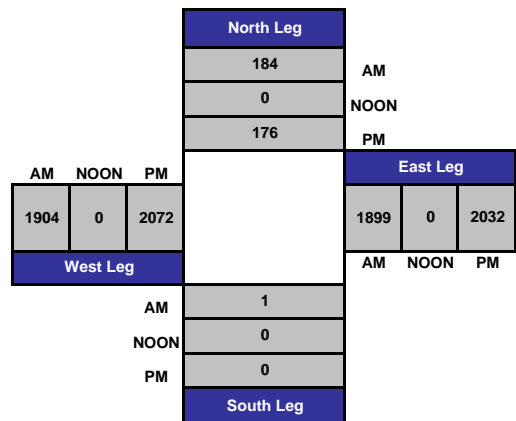 North Leg
184 AM
0 NOON
176 PM
AM NOON PM East Leg
1904 0 2072 1899 0 2032
West Leg AM NOON PM
AM 1
NOON 0
PM 0
South Leg